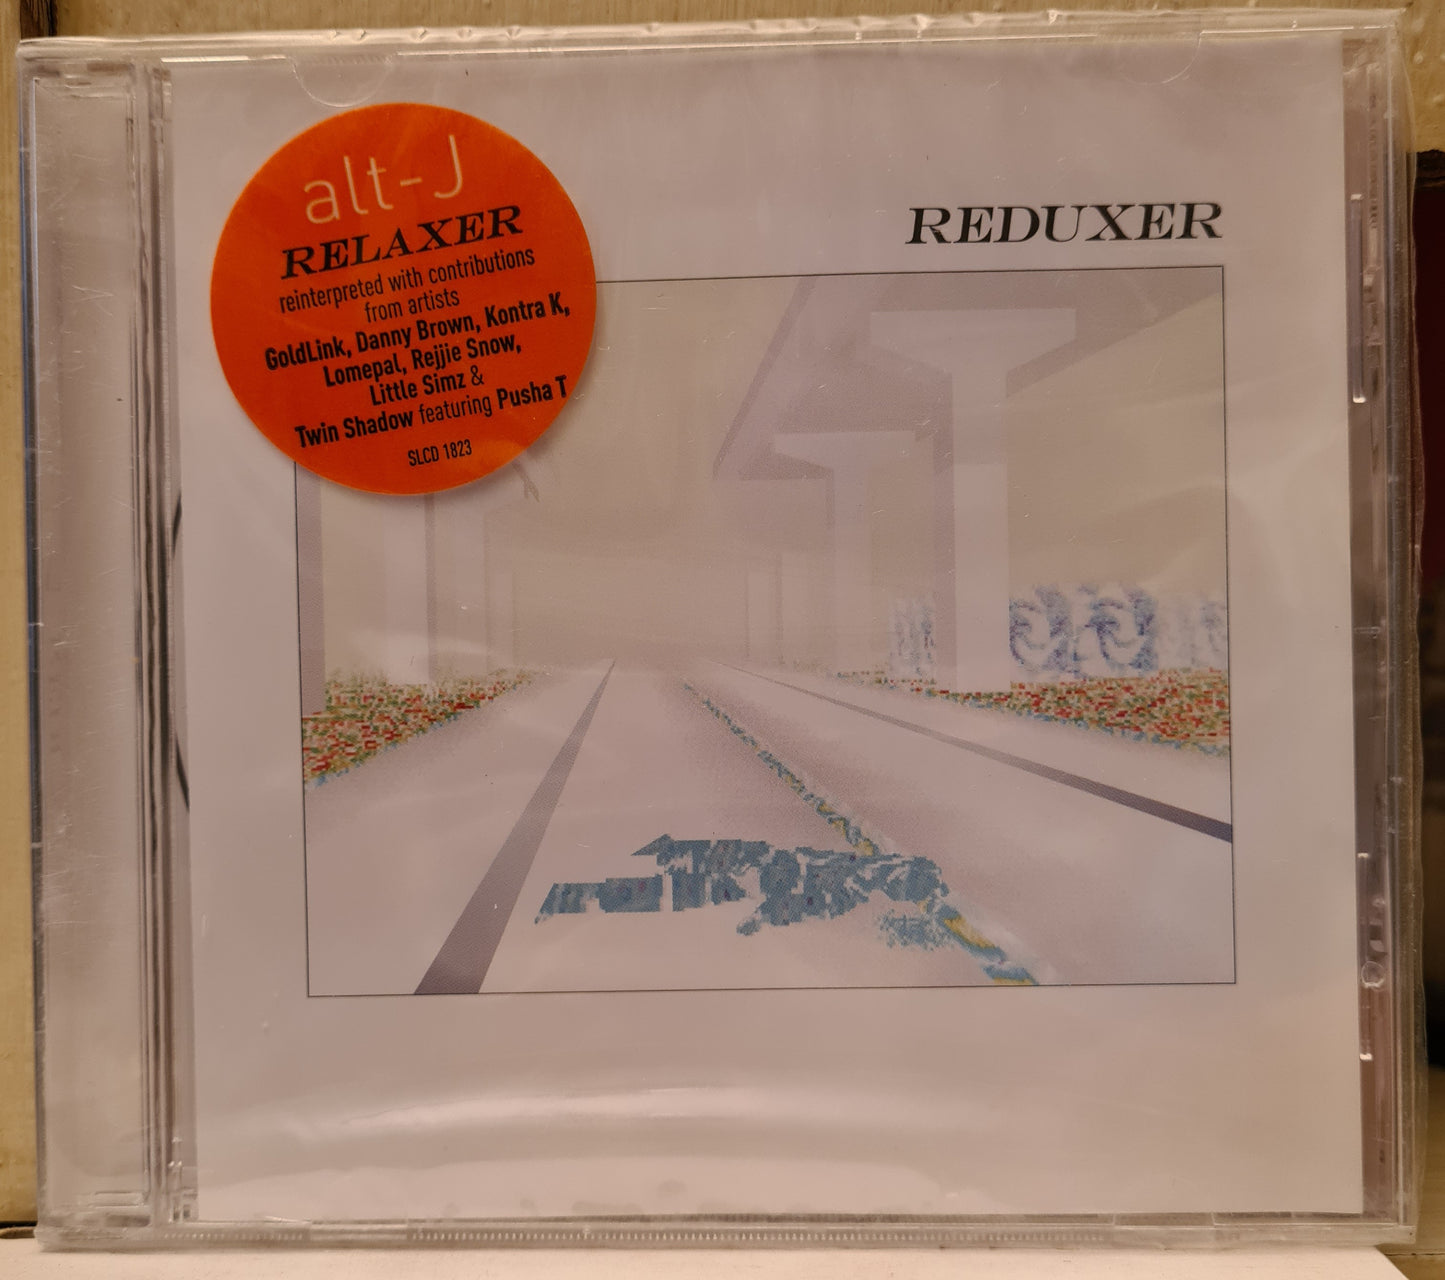 alt-J
RELAXER
reinterpreted with contributions
from artists
GoldLink, Danny Brown, Kontra K,
Lomepal, Rejjie Snow,
Little Simz &
Twin Shadow featuring Pusha T
SLCD 1823
REDUXER